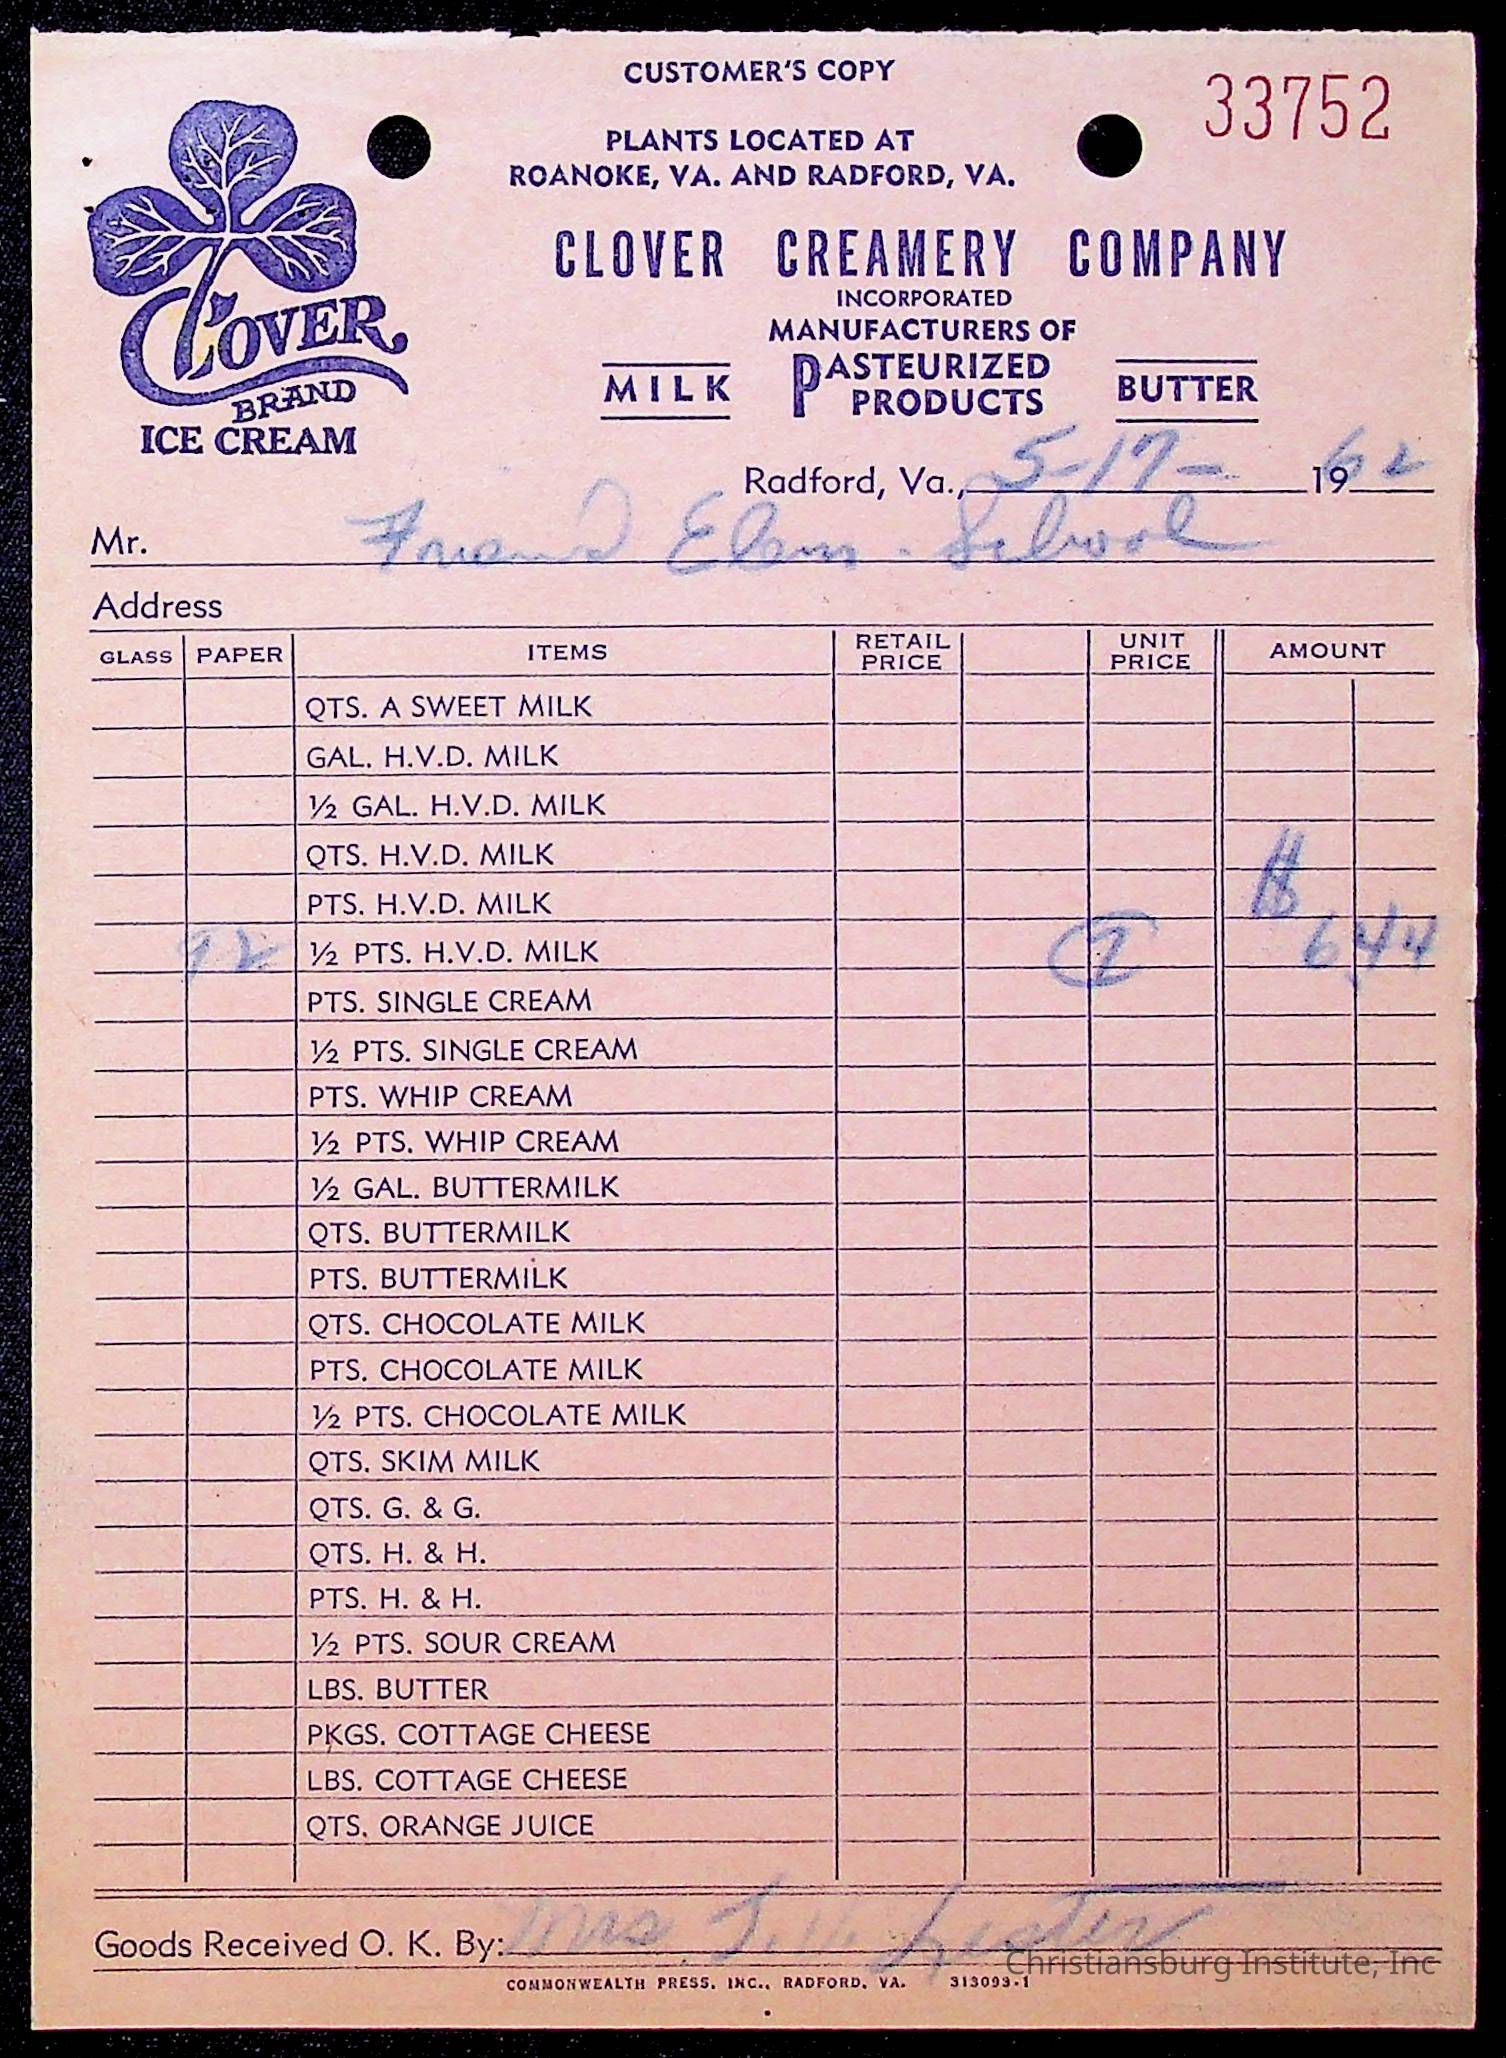 CUSTOMER'S COPY
33752
PLANTS LOCATED AT
ROANOKE, VA. AND RADFORD, VA.
CLOVER CREAMERY COMPANY
INCORPORATED
MANUFACTURERS OF
MILK PASTEURIZED PRODUCTS BUTTER
CLOVER
BRAND
ICE CREAM
Radford, Va., 5-17- 1962
Mr. Friend Elem. School
Address
GLASS PAPER ITEMS RETAIL PRICE UNIT PRICE AMOUNT
QTS. A SWEET MILK
GAL. H.V.D. MILK
½ GAL. H.V.D. MILK
QTS. H.V.D. MILK
PTS. H.V.D. MILK $
92 ½ PTS. H.V.D. MILK 7 6 44
PTS. SINGLE CREAM
½ PTS. SINGLE CREAM
PTS. WHIP CREAM
½ PTS. WHIP CREAM
½ GAL. BUTTERMILK
QTS. BUTTERMILK
PTS. BUTTERMILK
QTS. CHOCOLATE MILK
PTS. CHOCOLATE MILK
½ PTS. CHOCOLATE MILK
QTS. SKIM MILK
QTS. G. & G.
QTS. H. & H.
PTS. H. & H.
½ PTS. SOUR CREAM
LBS. BUTTER
PKGS. COTTAGE CHEESE
LBS. COTTAGE CHEESE
QTS. ORANGE JUICE
Goods Received O. K. By: Mrs Lester
Christiansburg Institute, Inc
COMMONWEALTH PRESS, INC., RADFORD, VA. 313093-1